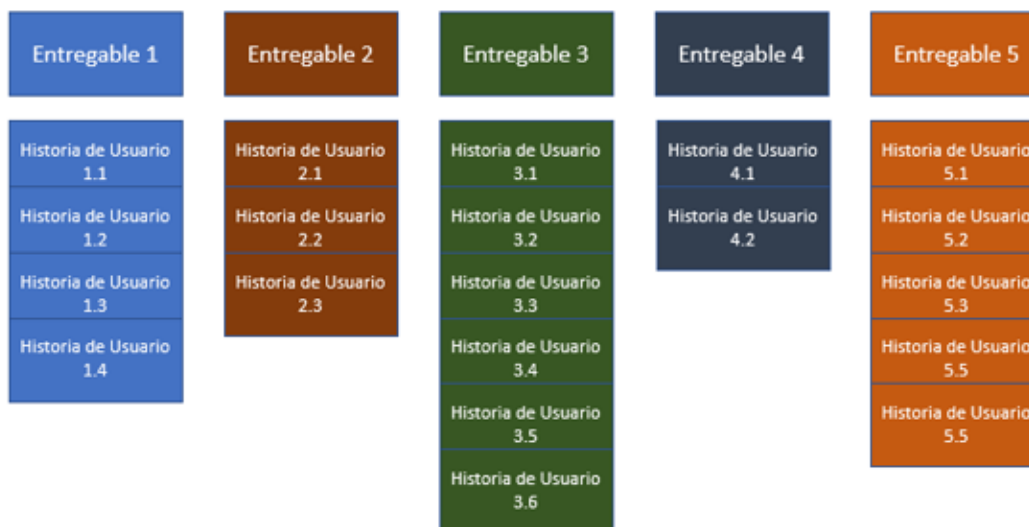 Entregable 1
Entregable 2
Entregable 3
Entregable 4
Entregable 5
Historia de Usuario
1.1
Historia de Usuario
1.2
Historia de Usuario
1.3
Historia de Usuario
1.4
Historia de Usuario
2.1
Historia de Usuario
2.2
Historia de Usuario
2.3
Historia de Usuario
3.1
Historia de Usuario
3.2
Historia de Usuario
3.3
Historia de Usuario
3.4
Historia de Usuario
3.5
Historia de Usuario
3.6
Historia de Usuario
4.1
Historia de Usuario
4.2
Historia de Usuario
5.1
Historia de Usuario
5.2
Historia de Usuario
5.3
Historia de Usuario
5.5
Historia de Usuario
5.5